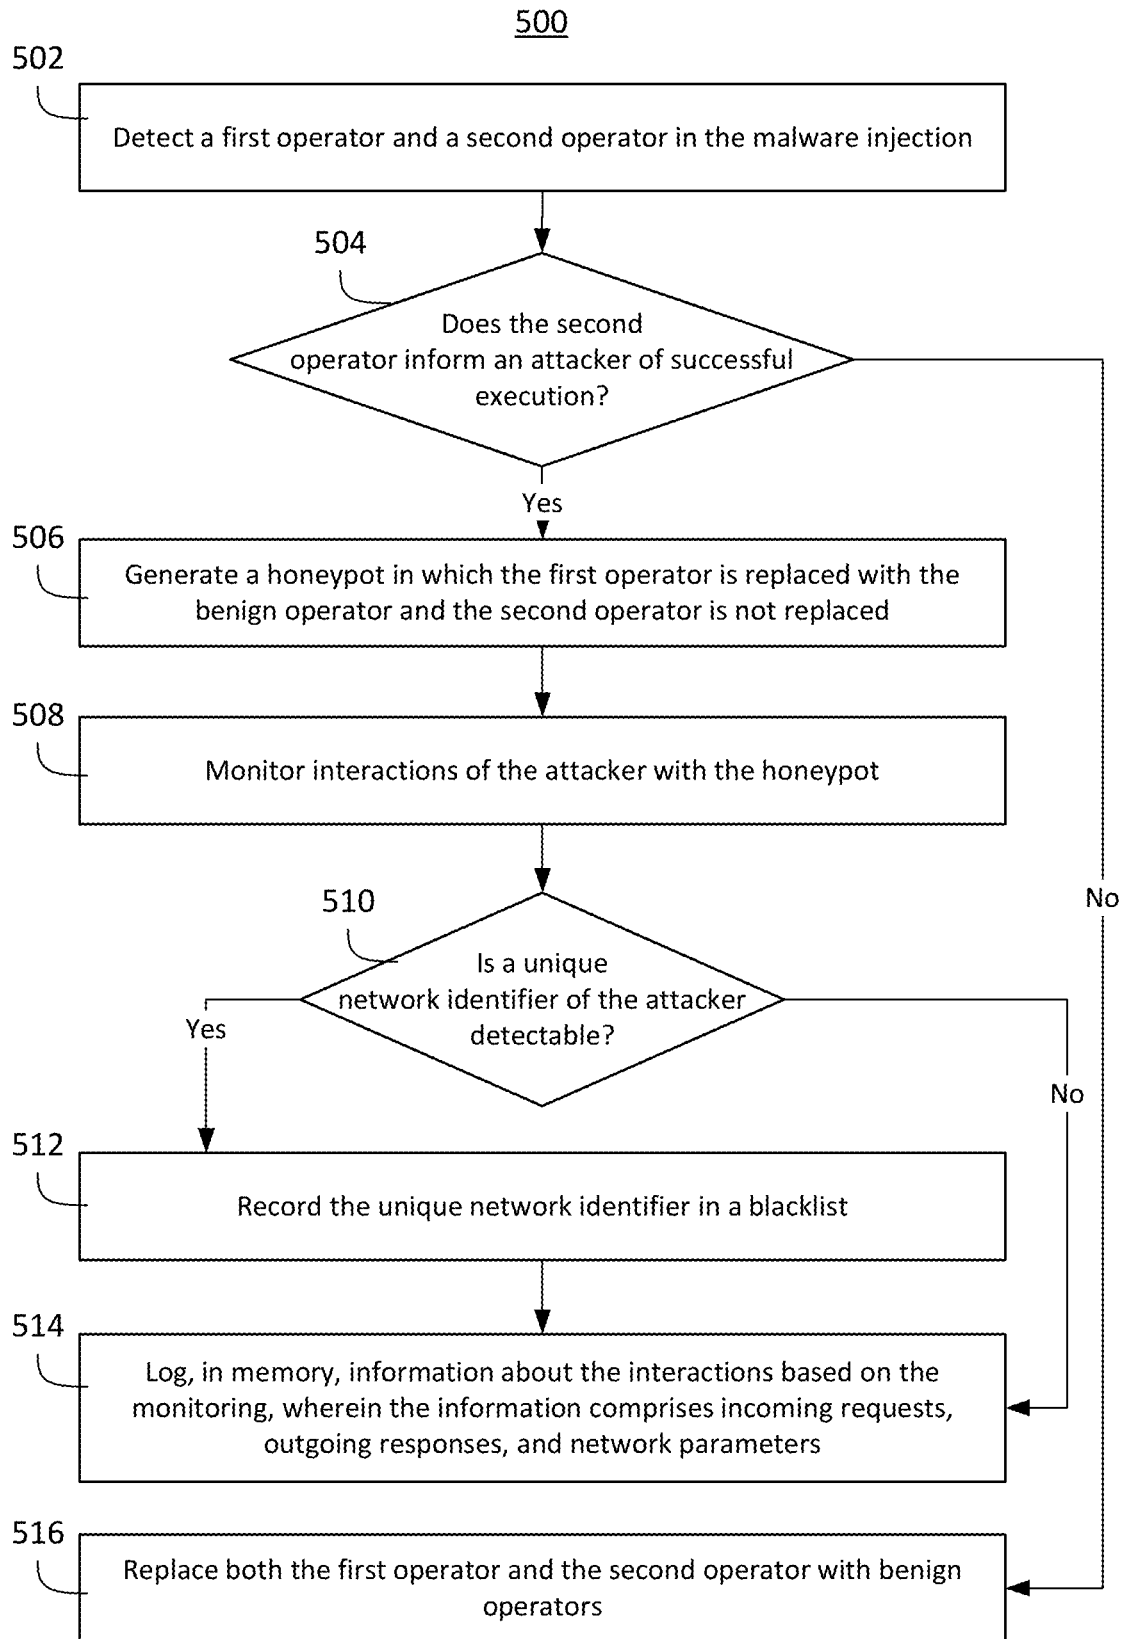 500
502
Detect a first operator and a second operator in the malware injection
504
Does the second
operator inform an attacker of successful
execution?
Yes
506
Generate a honeypot in which the first operator is replaced with the
benign operator and the second operator is not replaced
508
Monitor interactions of the attacker with the honeypot
510
No
Is a unique
network identifier of the attacker
detectable?
Yes
No
512
Record the unique network identifier in a blacklist
514
Log, in memory, information about the interactions based on the
monitoring, wherein the information comprises incoming requests,
outgoing responses, and network parameters
516
Replace both the first operator and the second operator with benign
operators